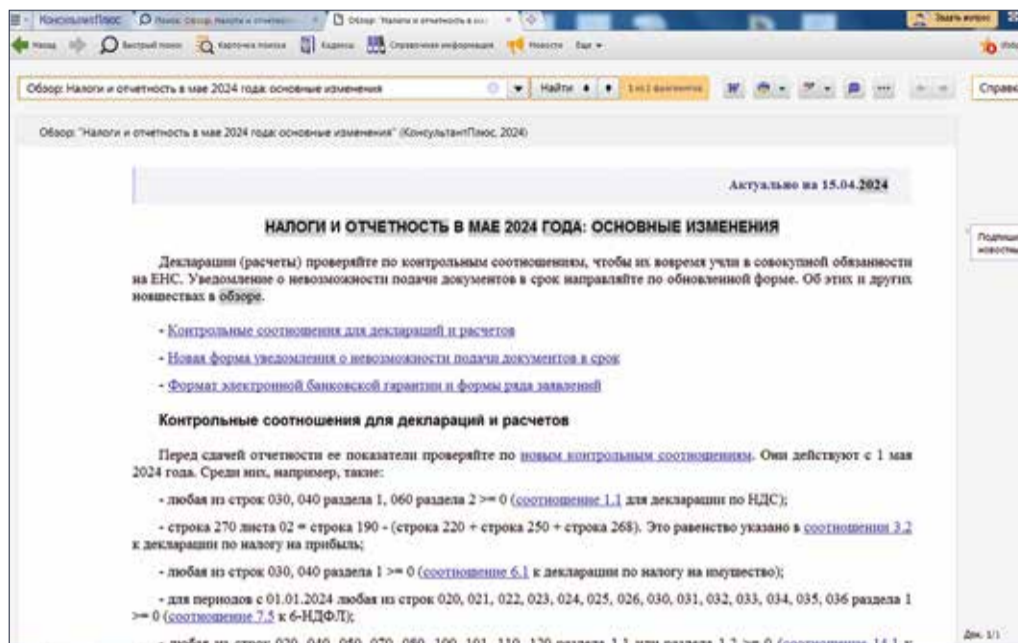 КонсультантПлюс Поиск: Обзор: Налоги и отчетнос Обзор: "Налоги и отчетность в ма Задать вопрос
Назад Быстрый поиск Карточка поиска Кодексы Справочная информация Новости Еще
Обзор: Налоги и отчетность в мае 2024 года: основные изменения Найти 1 из 1 фрагментов Справк
Обзор: "Налоги и отчетность в мае 2024 года: основные изменения" (КонсультантПлюс, 2024)
Актуально на 15.04.2024
НАЛОГИ И ОТЧЕТНОСТЬ В МАЕ 2024 ГОДА: ОСНОВНЫЕ ИЗМЕНЕНИЯ
Декларации (расчеты) проверяйте по контрольным соотношениям, чтобы их вовремя учли в совокупной обязанности
на ЕНС. Уведомление о невозможности подачи документов в срок направляйте по обновленной форме. Об этих и других
новшествах в обзоре.
- Контрольные соотношения для деклараций и расчетов
- Новая форма уведомления о невозможности подачи документов в срок
- Формат электронной банковской гарантии и формы ряда заявлений
Контрольные соотношения для деклараций и расчетов
Перед сдачей отчетности ее показатели проверяйте по новым контрольным соотношениям. Они действуют с 1 мая
2024 года. Среди них, например, такие:
- любая из строк 030, 040 раздела 1, 060 раздела 2 >= 0 (соотношение 1.1 для декларации по НДС);
- строка 270 листа 02 = строка 190 - (строка 220 + строка 250 + строка 268). Это равенство указано в соотношении 3.2
к декларации по налогу на прибыль;
- любая из строк 030, 040 раздела 1 >= 0 (соотношение 6.1 к декларации по налогу на имущество);
- для периодов с 01.01.2024 любая из строк 020, 021, 022, 023, 024, 025, 026, 030, 031, 032, 033, 034, 035, 036 раздела 1
>= 0 (соотношение 7.5 к 6-НДФЛ);
Док. 1/1